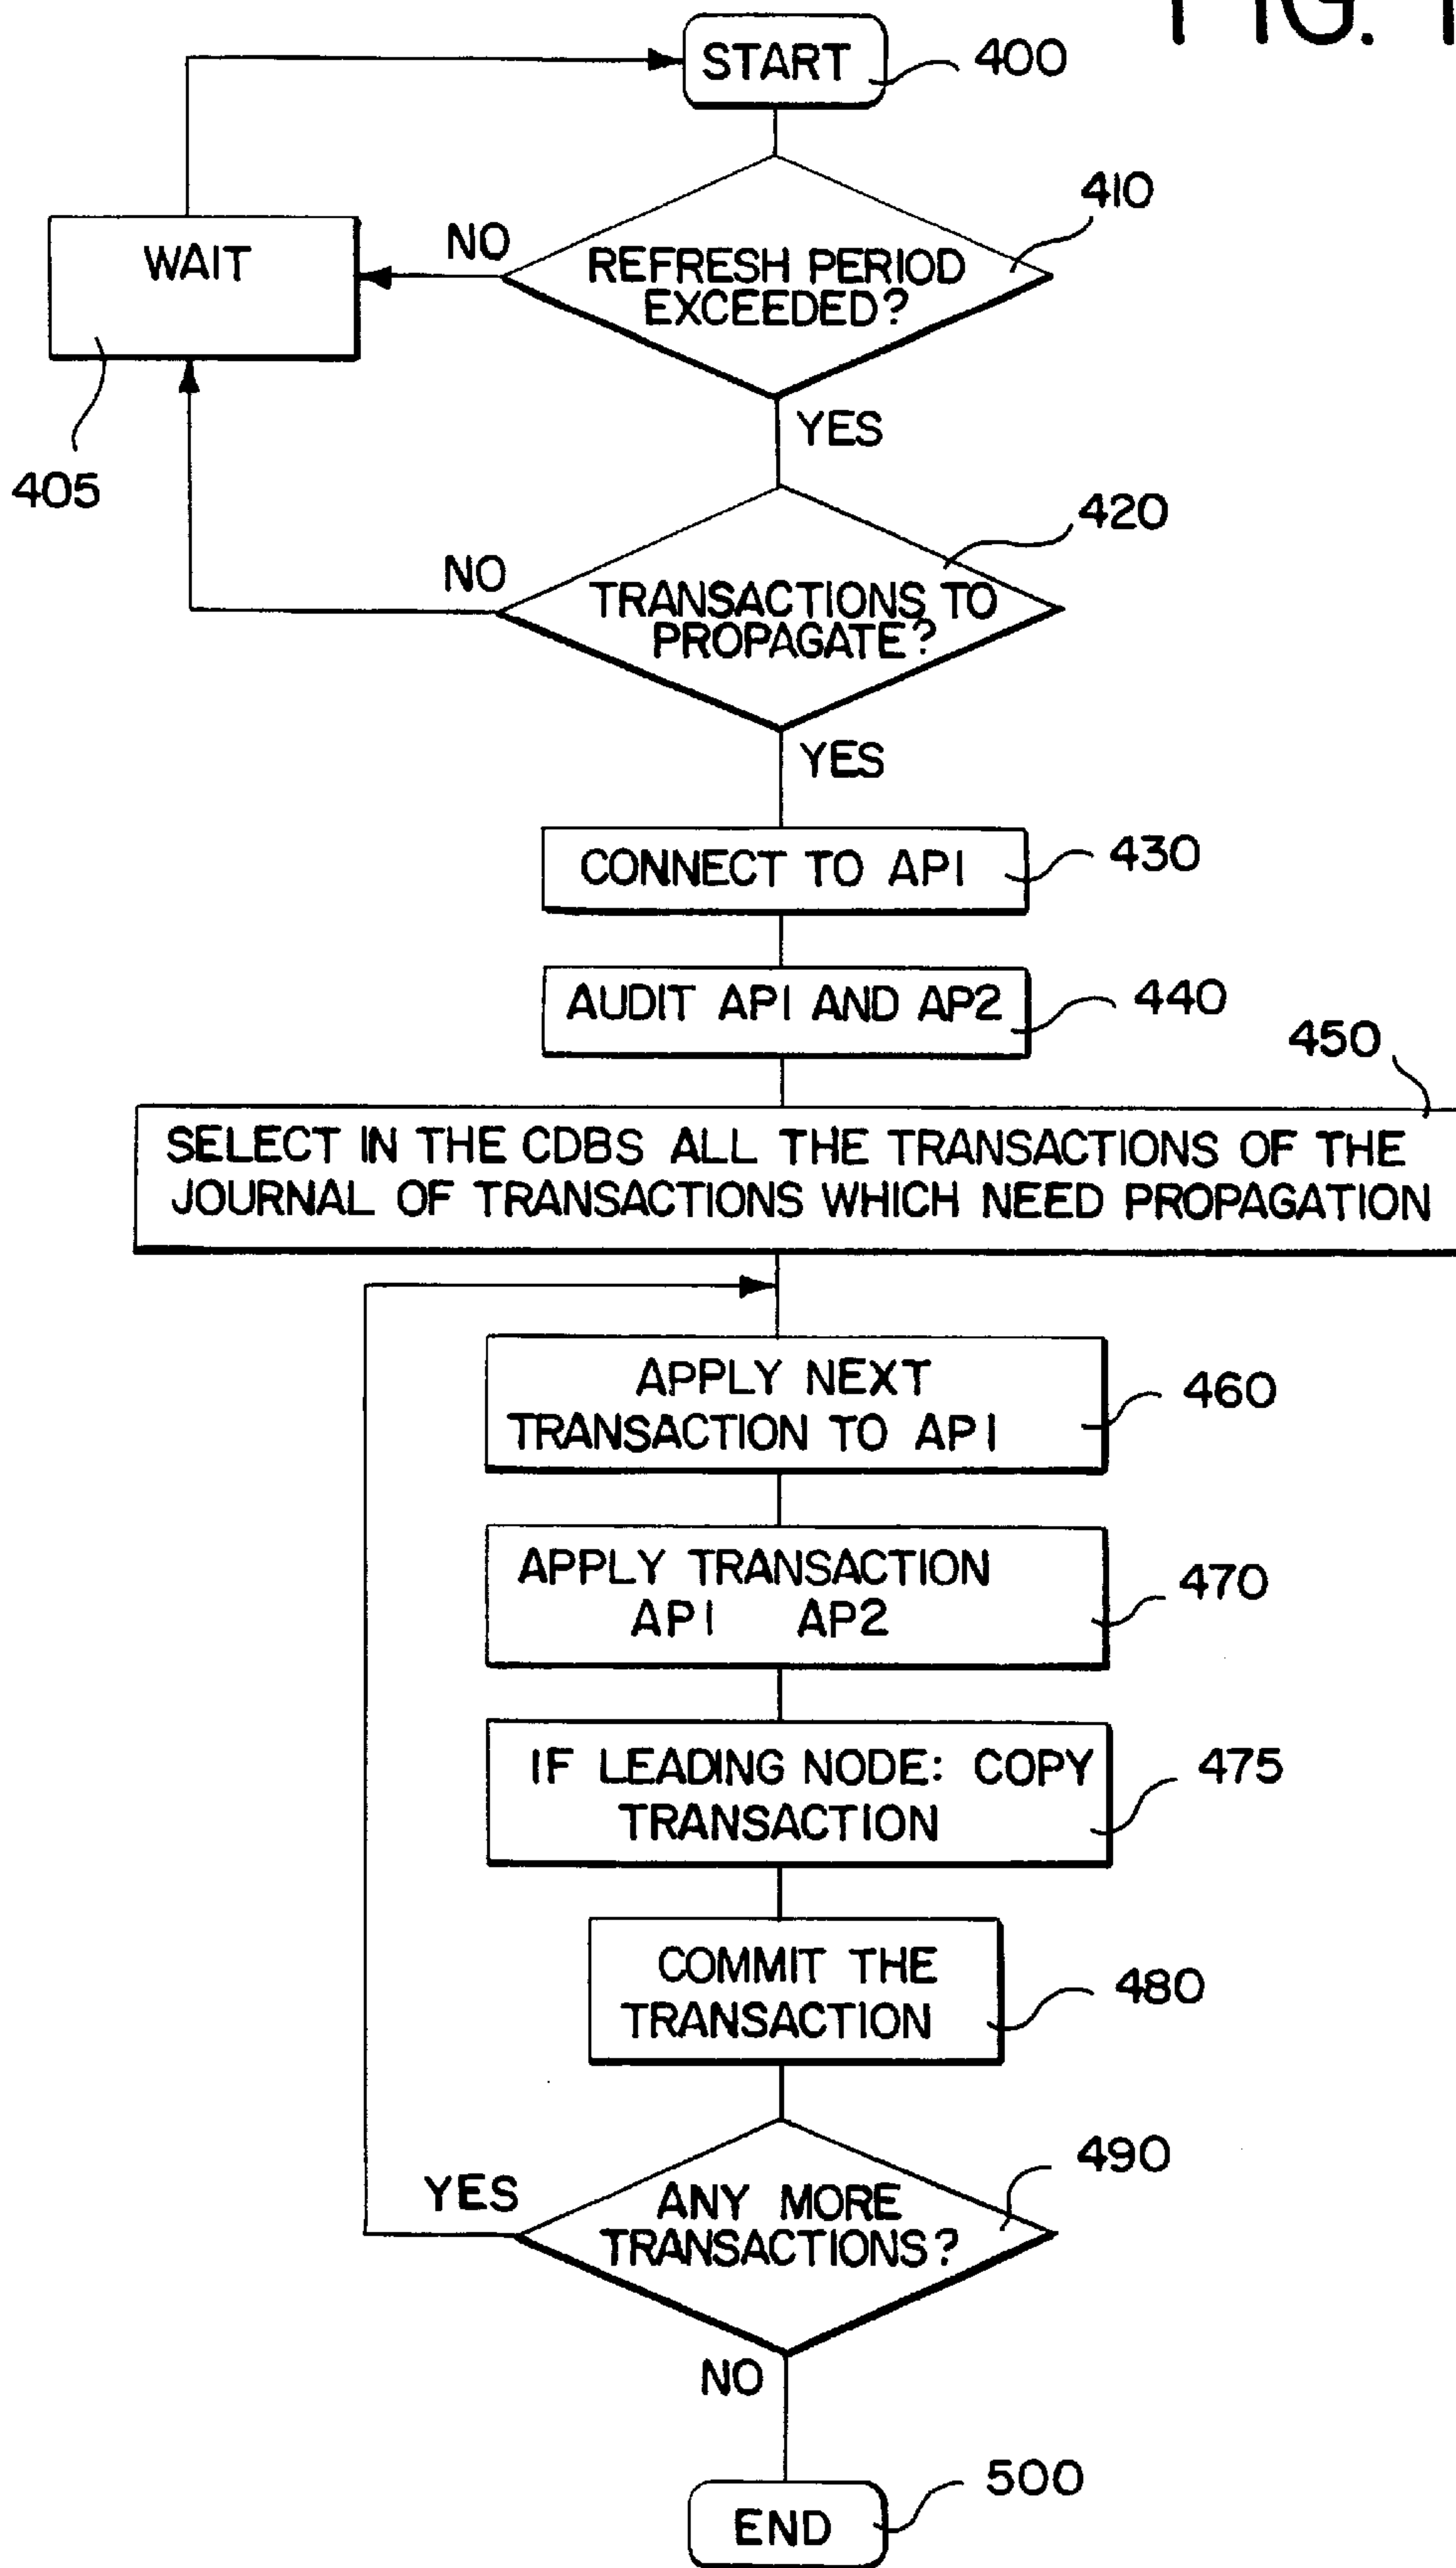 FIG. 1
START
400
410
NO
WAIT
REFRESH PERIOD
EXCEEDED?
YES
405
420
NO
TRANSACTIONS TO
PROPAGATE?
YES
CONNECT TO AP1
430
AUDIT AP1 AND AP2
440
450
SELECT IN THE CDBS ALL THE TRANSACTIONS OF THE
JOURNAL OF TRANSACTIONS WHICH NEED PROPAGATION
APPLY NEXT
TRANSACTION TO AP1
460
APPLY TRANSACTION
AP1 AP2
470
IF LEADING NODE: COPY
TRANSACTION
475
COMMIT THE
TRANSACTION
480
490
YES
ANY MORE
TRANSACTIONS?
NO
500
END